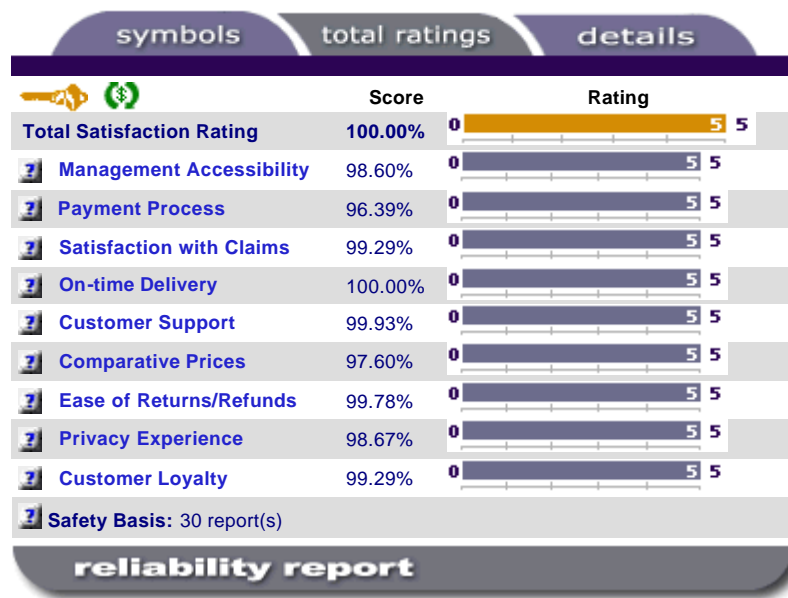 symbols total ratings details
Score Rating
Total Satisfaction Rating 100.00% 0 5 5
? Management Accessibility 98.60% 0 5 5
? Payment Process 96.39% 0 5 5
? Satisfaction with Claims 99.29% 0 5 5
? On-time Delivery 100.00% 0 5 5
? Customer Support 99.93% 0 5 5
? Comparative Prices 97.60% 0 5 5
? Ease of Returns/Refunds 99.78% 0 5 5
? Privacy Experience 98.67% 0 5 5
? Customer Loyalty 99.29% 0 5 5
? Safety Basis: 30 report(s)
reliability report